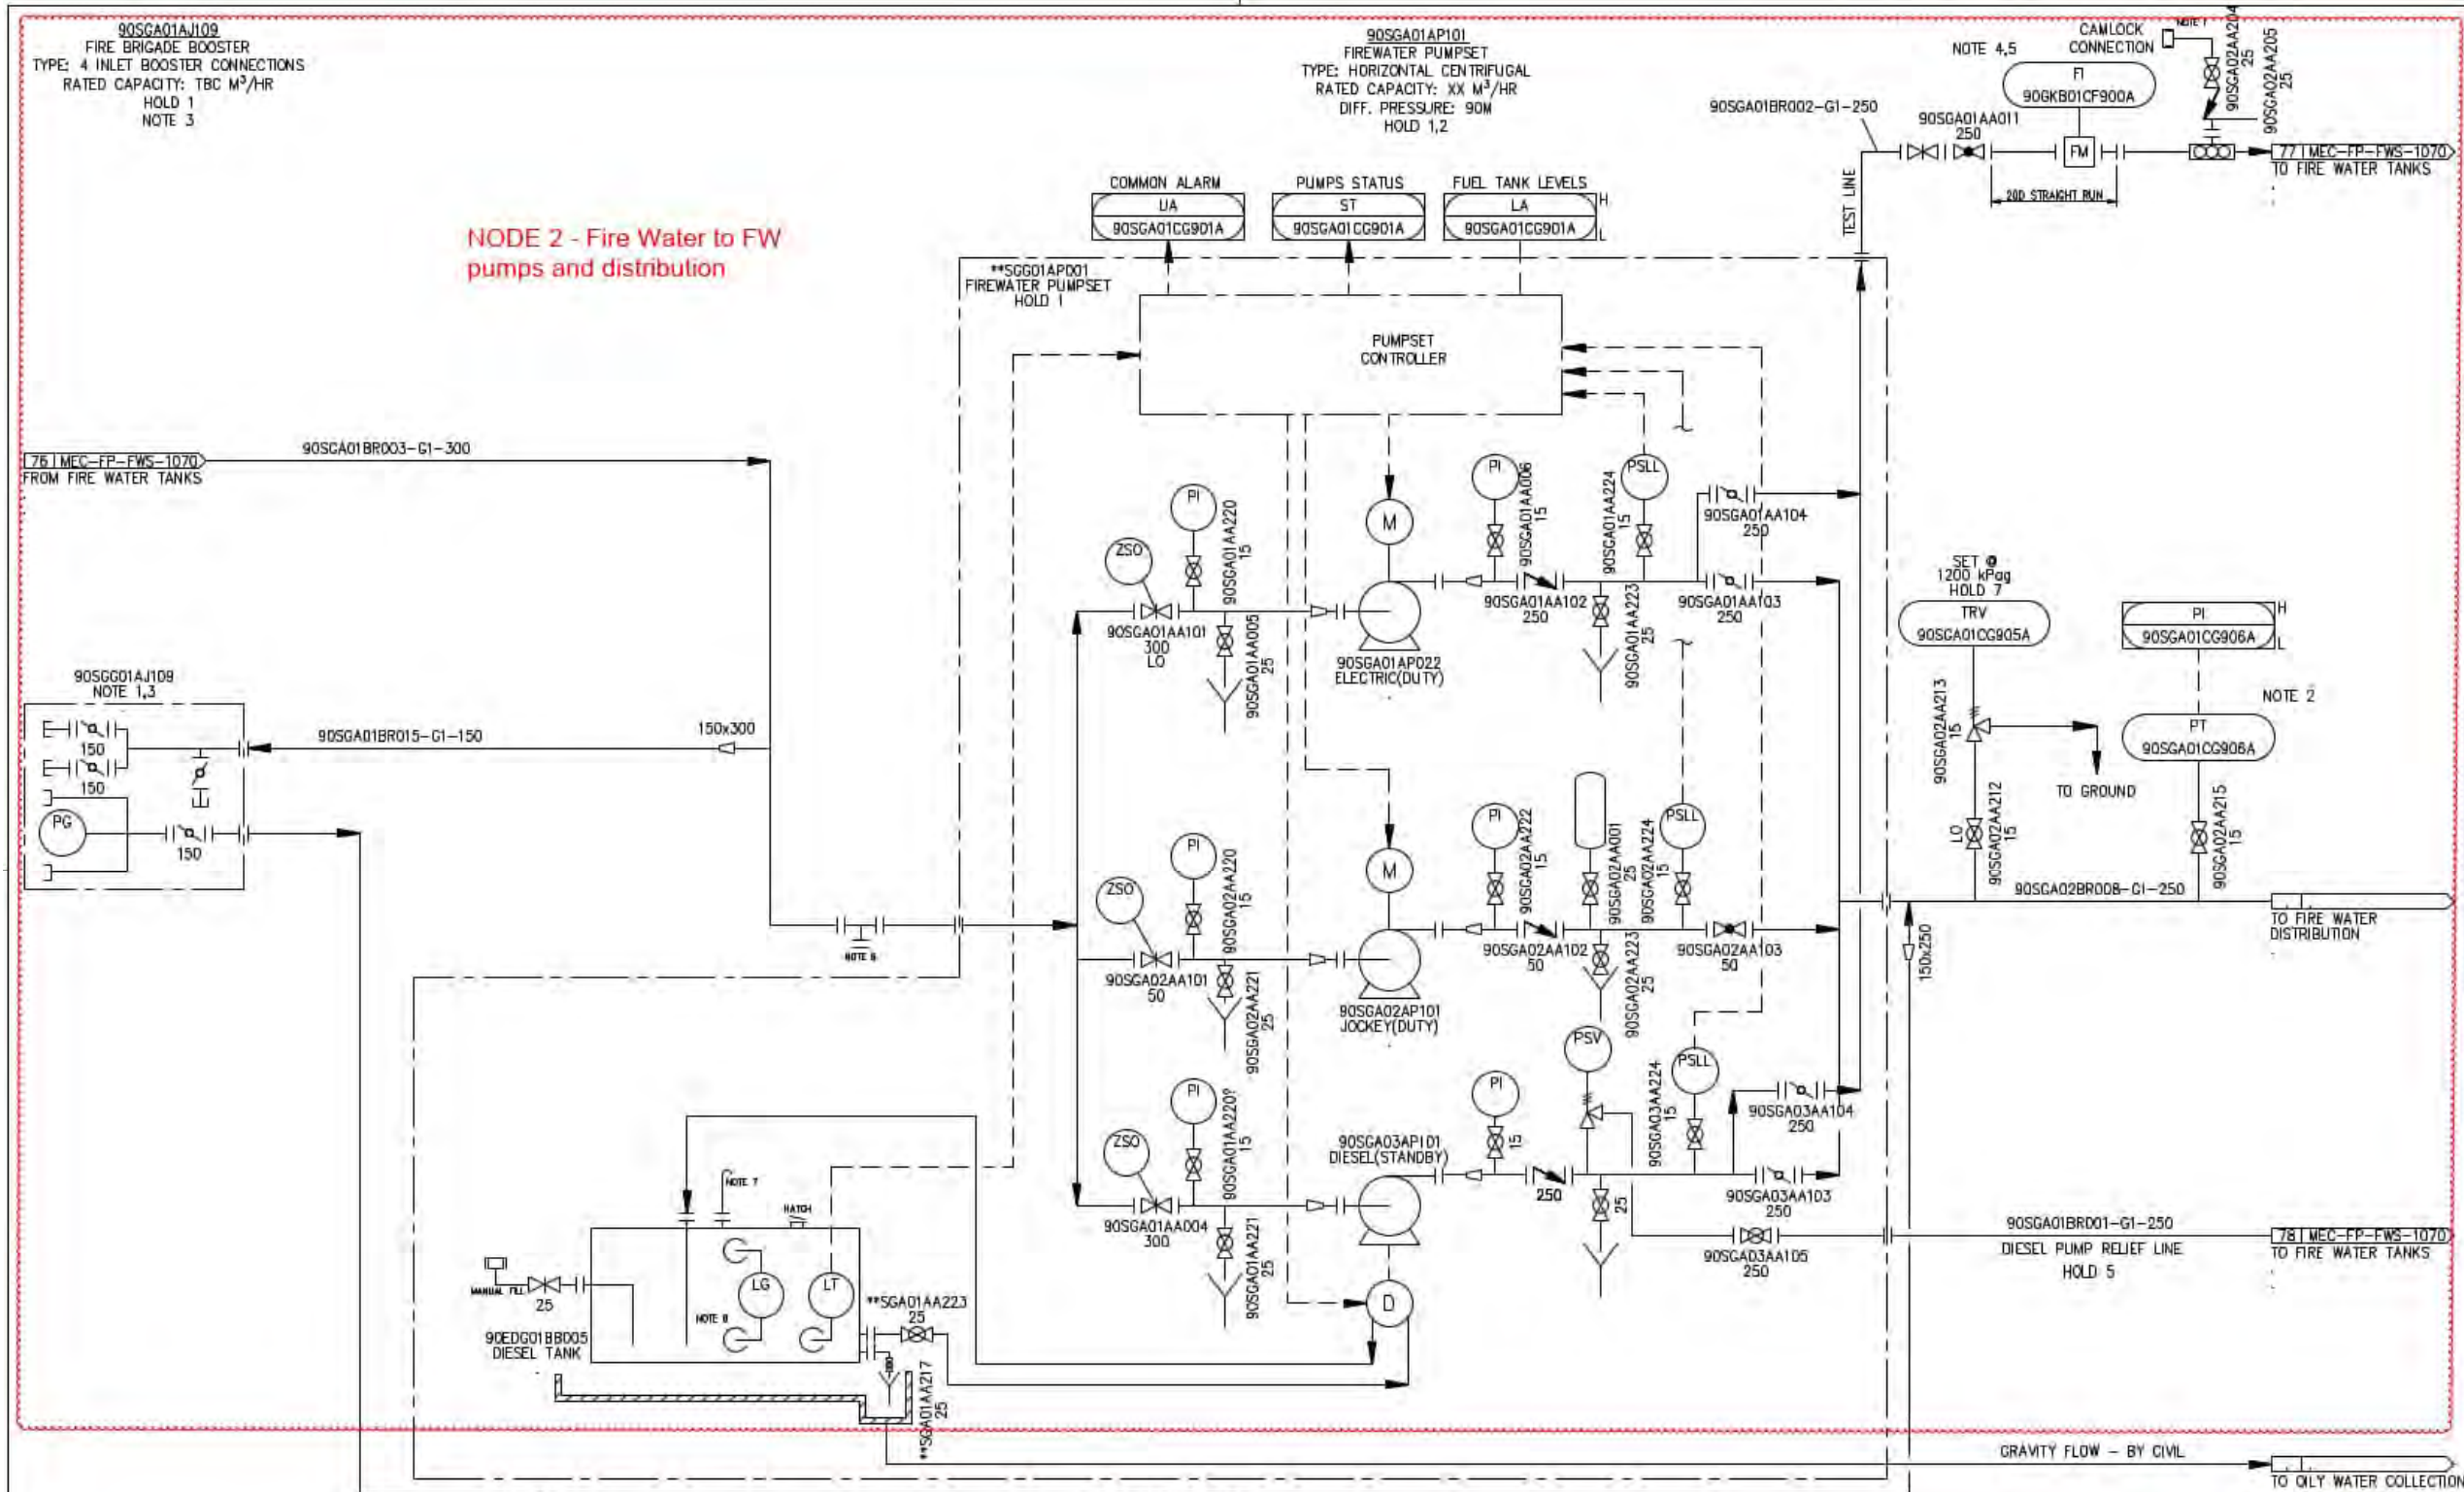 90SGA01AJ109
FIRE BRIGADE BOOSTER
TYPE: 4 INLET BOOSTER CONNECTIONS
RATED CAPACITY: TBC M³/HR
HOLD 1
NOTE 3
90SGA01AP101
FIREWATER PUMPSET
TYPE: HORIZONTAL CENTRIFUGAL
RATED CAPACITY: XX M³/HR
DIFF. PRESSURE: 90M
HOLD 1,2
NOTE 4,5
CAMLOCK
CONNECTION
FI
90GKB01CF900A
90SGA02AA204
25
90SGA02AA205
25
90SGA01BR002-G1-250
90SGA01AA011
250
FM
20D STRAIGHT RUN
77 MEC-FP-FWS-1070
TO FIRE WATER TANKS
TEST LINE
NODE 2 - Fire Water to FW
pumps and distribution
COMMON ALARM
UA
90SGA01CG901A
PUMPS STATUS
ST
90SGA01CG901A
FUEL TANK LEVELS
LA
90SGA01CG901A
H
L
**SGG01AP001
FIREWATER PUMPSET
HOLD 1
PUMPSET
CONTROLLER
76 MEC-FP-FWS-1070
FROM FIRE WATER TANKS
90SGA01BR003-G1-300
ZSO
PI
90SGA01AA220
15
90SGA01AA101
300
LO
90SGA01AA005
25
M
90SGA01AP022
ELECTRIC(DUTY)
PI
90SGA01AA006
15
90SGA01AA102
250
90SGA01AA224
15
PSLL
90SGA01AA223
25
90SGA01AA104
250
90SGA01AA103
250
SET @
1200 kPag
HOLD 7
TRV
90SGA01CG905A
PI
90SGA01CG906A
H
L
NOTE 2
PT
90SGA01CG906A
90SGA02AA213
15
TO GROUND
LO
90SGA02AA212
15
90SGA02AA215
15
90SGA02BR008-G1-250
TO FIRE WATER
DISTRIBUTION
150x250
90SGG01AJ109
NOTE 1,3
150
150
PG
150
90SGA01BR015-G1-150
150x300
NOTE 6
ZSO
PI
90SGA02AA220
15
90SGA02AA101
50
90SGA02AA221
25
M
90SGA02AP101
JOCKEY(DUTY)
PI
90SGA02AA222
15
90SGA02AA102
50
90SGA02AA001
25
90SGA02AA224
15
PSLL
90SGA02AA223
25
90SGA02AA103
50
ZSO
PI
90SGA01AA220?
15
90SGA01AA004
300
90SGA01AA221
25
90SGA03AP101
DIESEL(STANDBY)
D
PI
15
250
PSV
25
90SGA03AA224
15
PSLL
90SGA03AA104
250
90SGA03AA103
250
90SGA03AA105
250
90SGA01BR001-G1-250
DIESEL PUMP RELIEF LINE
HOLD 5
78 MEC-FP-FWS-1070
TO FIRE WATER TANKS
NOTE 7
HATCH
MANUAL FILL
25
LG
LT
NOTE 8
90EDG01BB005
DIESEL TANK
**SGA01AA223
25
**SGA01AA217
25
GRAVITY FLOW - BY CIVIL
TO OILY WATER COLLECTION